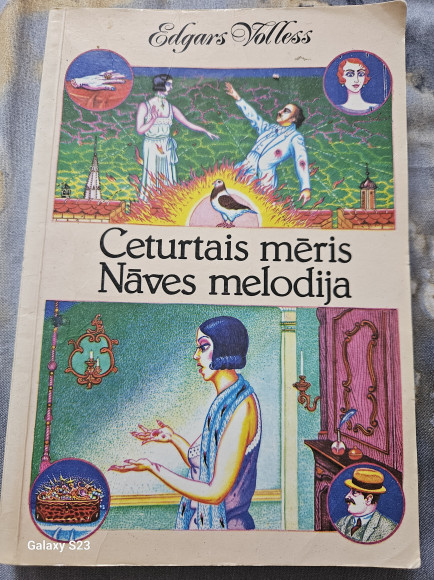 Edgars Volless
Ceturtais mēris
Nāves melodija
Galaxy S23